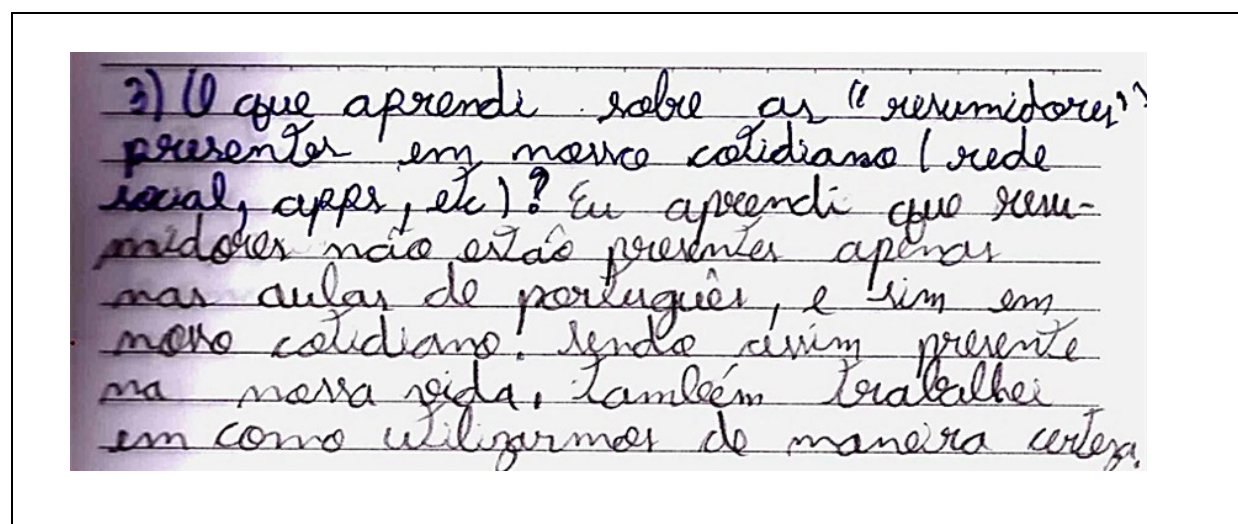 3) O que aprendi sobre as "resumidores"
presentes em nosso cotidiano (rede
social, apps, etc)? Eu aprendi que resu-
midores não estão presentes apenas
nas aulas de português, e sim em
nosso cotidiano. Sendo assim presente
na nossa vida, também trabalhei
em como utilizarmos de maneira certeza.